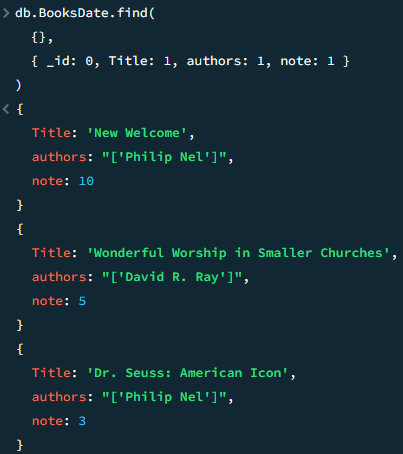 > db.BooksDate.find(
{},
{ _id: 0, Title: 1, authors: 1, note: 1 }
)
< {
Title: 'New Welcome',
authors: "['Philip Nel']",
note: 10
}
{
Title: 'Wonderful Worship in Smaller Churches',
authors: "['David R. Ray']",
note: 5
}
{
Title: 'Dr. Seuss: American Icon',
authors: "['Philip Nel']",
note: 3
}